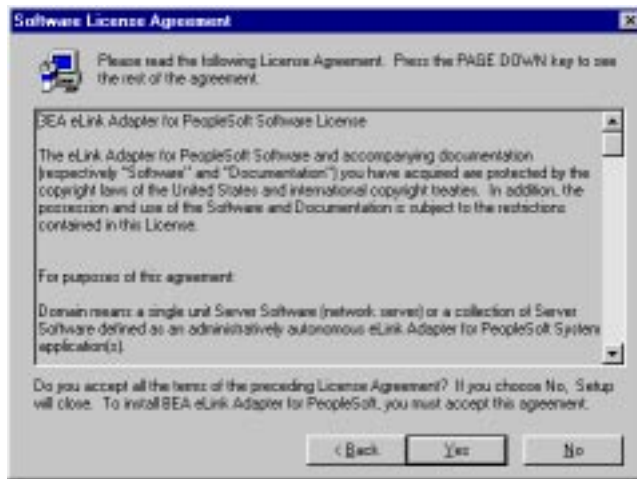 Software License Agreement
Please read the following License Agreement. Press the PAGE DOWN key to see
the rest of the agreement.
BEA eLink Adapter for PeopleSoft Software License
The eLink Adapter for PeopleSoft Software and accompanying documentation
(respectively "Software" and "Documentation") you have acquired are protected by the
copyright laws of the United States and international copyright treaties. In addition, the
possession and use of the Software and Documentation is subject to the restrictions
contained in this License.
For purposes of this agreement:
Domain means a single unit Server Software (network server) or a collection of Server
Software defined as an administratively autonomous eLink Adapter for PeopleSoft System
application(s).
Do you accept all the terms of the preceding License Agreement? If you choose No, Setup
will close. To install BEA eLink Adapter for PeopleSoft, you must accept this agreement.
< Back
Yes
No